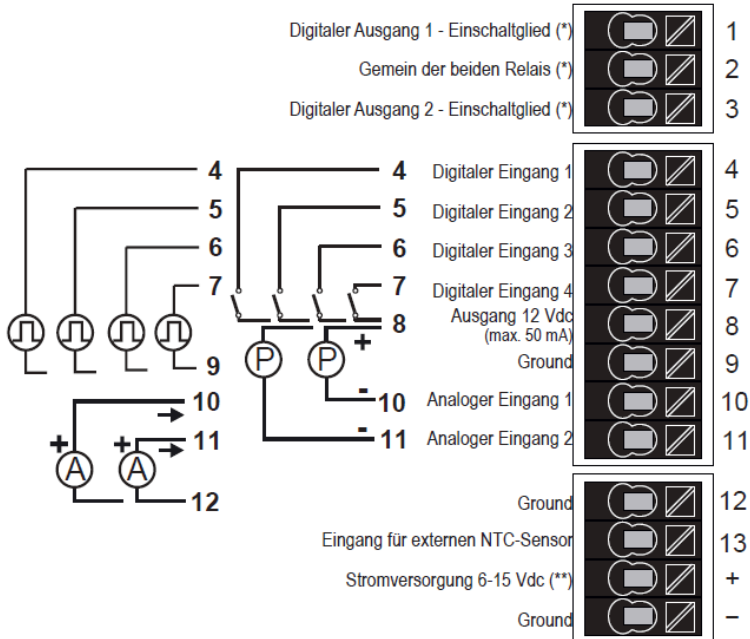 Digitaler Ausgang 1 - Einschaltglied (*) 1
Gemein der beiden Relais (*) 2
Digitaler Ausgang 2 - Einschaltglied (*) 3
4 4 Digitaler Eingang 1 4
5 5 Digitaler Eingang 2 5
6 6 Digitaler Eingang 3 6
7 7 Digitaler Eingang 4 7
8 Ausgang 12 Vdc 8
(max. 50 mA)
+
P P
9 Ground 9
10 - 10 Analoger Eingang 1 10
+ + 11 - 11 Analoger Eingang 2 11
A A
12 Ground 12
Eingang für externen NTC-Sensor 13
Stromversorgung 6-15 Vdc (**) +
Ground −